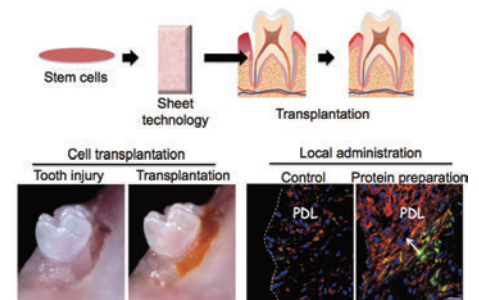 Stem cells
Sheet
technology
Transplantation
Cell transplantation
Local administration
Tooth injury
Transplantation
Control
Protein preparation
PDL
PDL